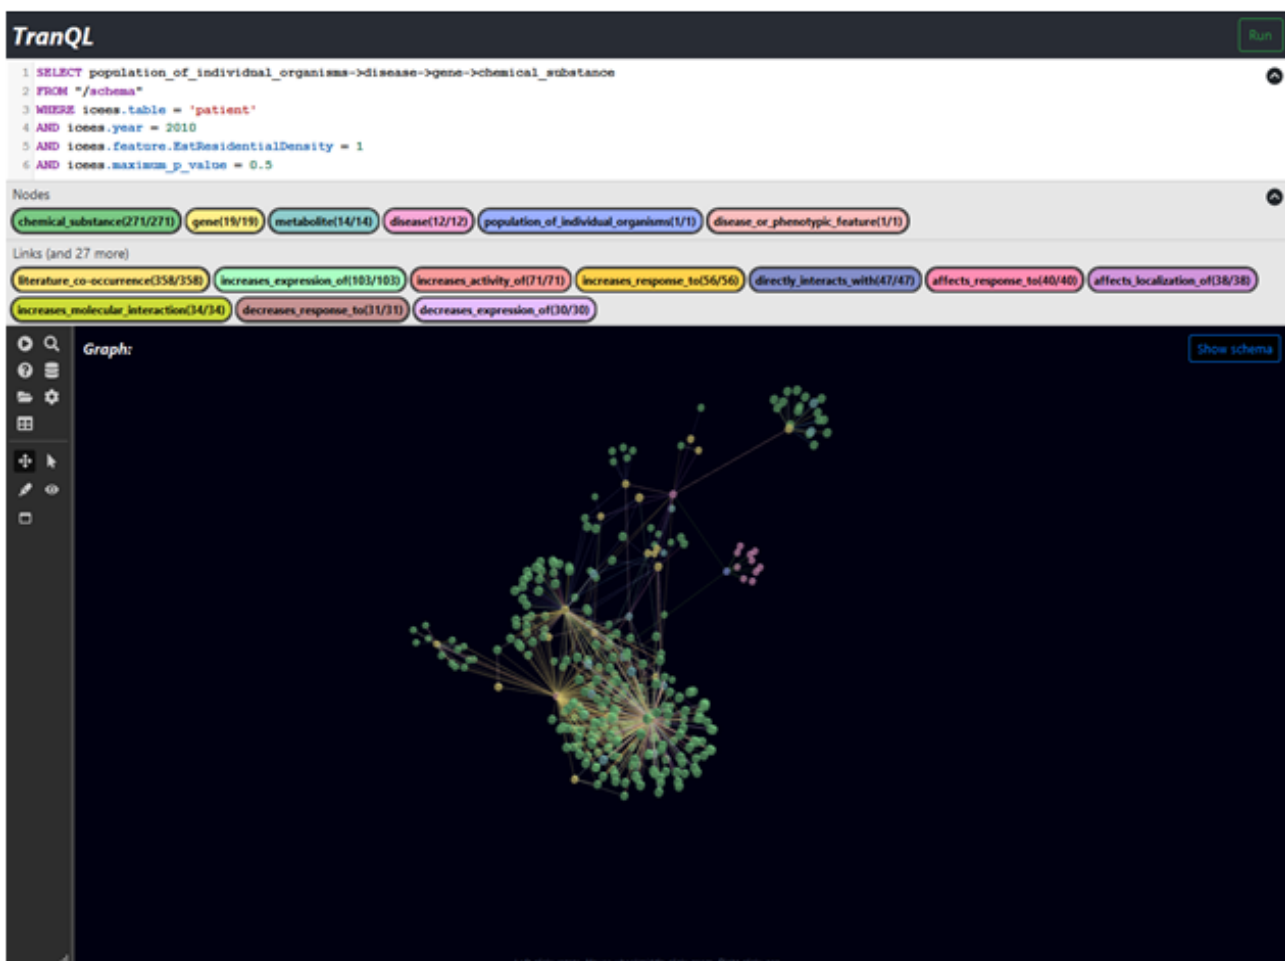 TranQL
Run
1 SELECT population_of_individual_organisms->disease->gene->chemical_substance
2 FROM "/schema"
3 WHERE icees.table = 'patient'
4 AND icees.year = 2010
5 AND icees.feature.EstResidentialDensity = 1
6 AND icees.maximum_p_value = 0.5
Nodes
chemical_substance(271/271) gene(19/19) metabolite(14/14) disease(12/12) population_of_individual_organisms(1/1) disease_or_phenotypic_feature(1/1)
Links (and 27 more)
literature_co-occurrence(358/358) increases_expression_of(103/103) increases_activity_of(71/71) increases_response_to(56/56) directly_interacts_with(47/47) affects_response_to(40/40) affects_localization_of(38/38)
increases_molecular_interaction(34/34) decreases_response_to(31/31) decreases_expression_of(30/30)
Graph:
Show schema